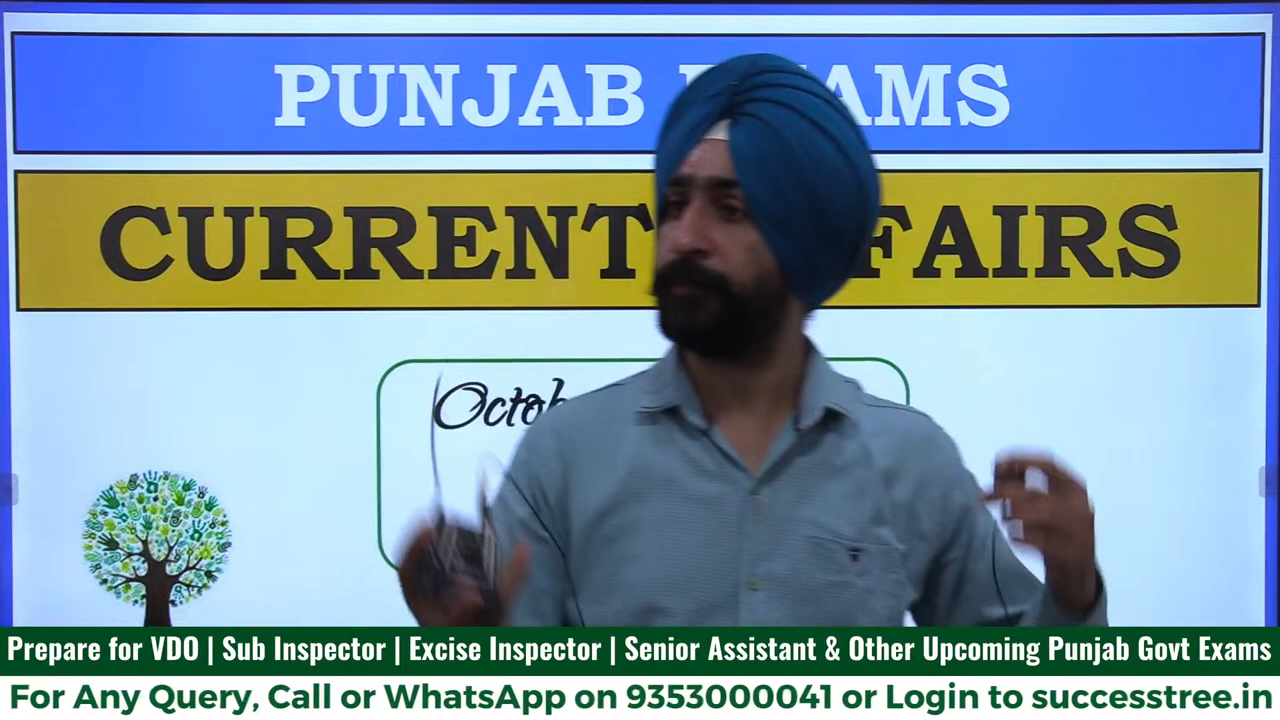 PUNJAB AMS
CURRENT FAIRS
Octob
Prepare for VDO | Sub Inspector | Excise Inspector | Senior Assistant & Other Upcoming Punjab Govt Exams
For Any Query, Call or WhatsApp on 9353000041 or Login to successtree.in